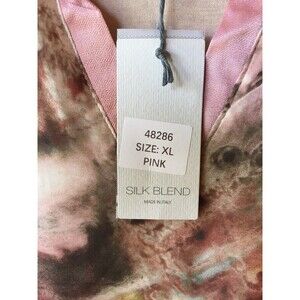 48286
SIZE: XL
PINK
SILK BLEND
MADE IN ITALY